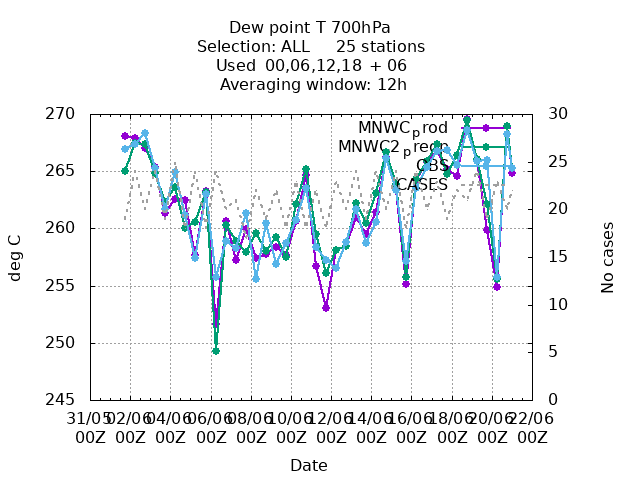 Dew point T 700hPa
Selection: ALL 25 stations
Used 00,06,12,18 + 06
Averaging window: 12h
270 30
MNWC_prod
MNWC2_preop
OBS
CASES
265 25
260 20
255 15
10
250
5
245 0
deg C
No cases
31/05 02/06 04/06 06/06 08/06 10/06 12/06 14/06 16/06 18/06 20/06 22/06
00Z 00Z 00Z 00Z 00Z 00Z 00Z 00Z 00Z 00Z 00Z 00Z
Date